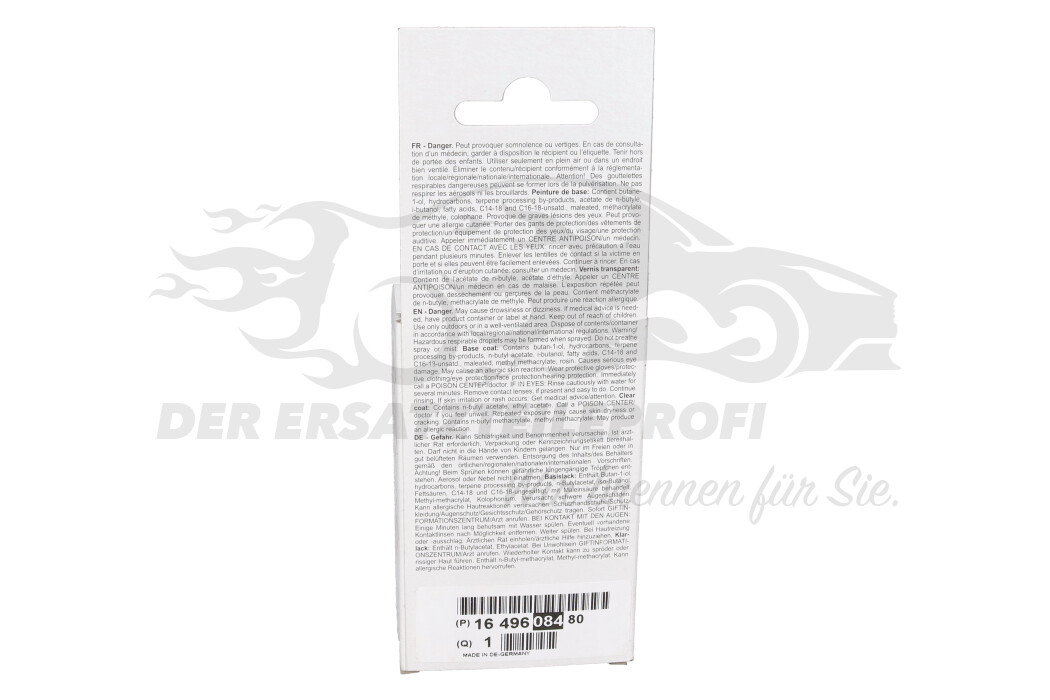 FR - Danger. Peut provoquer somnolence ou vertiges. En cas de consulta-
tion d'un médecin, garder à disposition le récipient ou l'étiquette. Tenir hors
de portée des enfants. Utiliser seulement en plein air ou dans un endroit
bien ventilé. Éliminer le contenu/récipient conformément à la réglementa-
tion locale/régionale/nationale/internationale. Attention! Des gouttelettes
respirables dangereuses peuvent se former lors de la pulvérisation. Ne pas
respirer les aérosols ni les brouillards. Peinture de base: Contient butane-
1-ol, hydrocarbons, terpene processing by-products, acétate de n-butyle,
i-butanol, fatty acids, C14-18 and C16-18-unsatd., maleated, méthacrylate
de méthyle, colophane. Provoque de graves lésions des yeux. Peut provo-
quer une allergie cutanée. Porter des gants de protection/des vêtements de
protection/un équipement de protection des yeux/du visage/une protection
auditive. Appeler immédiatement un CENTRE ANTIPOISON/un médecin.
EN CAS DE CONTACT AVEC LES YEUX: rincer avec précaution à l'eau
pendant plusieurs minutes. Enlever les lentilles de contact si la victime en
porte et si elles peuvent être facilement enlevées. Continuer à rincer. En cas
d'irritation ou d'éruption cutanée, consulter un médecin. Vernis transparent:
Contient de l'acétate de n-butyle, acétate d'éthyle. Appeler un CENTRE
ANTIPOISON/un médecin en cas de malaise. L'exposition répétée peut
provoquer dessèchement ou gerçures de la peau. Contient méthacrylate
de n-butyle, methacrylate de methyle. Peut produire une réaction allergique.
EN - Danger. May cause drowsiness or dizziness. If medical advice is need-
ed, have product container or label at hand. Keep out of reach of children.
Use only outdoors or in a well-ventilated area. Dispose of contents/container
in accordance with local/regional/national/international regulations. Warning!
Hazardous respirable droplets may be formed when sprayed. Do not breathe
spray or mist. Base coat: Contains butan-1-ol, hydrocarbons, terpene
processing by-products, n-butyl acetate, i-butanol, fatty acids, C14-18 and
C16-18-unsatd., maleated, methyl methacrylate, rosin. Causes serious eye
damage. May cause an allergic skin reaction. Wear protective gloves/protec-
tive clothing/eye protection/face protection/hearing protection. Immediately
call a POISON CENTER/doctor. IF IN EYES: Rinse cautiously with water for
several minutes. Remove contact lenses, if present and easy to do. Continue
rinsing. If skin irritation or rash occurs: Get medical advice/attention. Clear
coat: Contains n-butyl acetate, ethyl acetate. Call a POISON CENTER/
doctor if you feel unwell. Repeated exposure may cause skin dryness or
cracking. Contains n-butyl methacrylate, methyl methacrylate. May produce
an allergic reaction.
DE - Gefahr. Kann Schläfrigkeit und Benommenheit verursachen. Ist ärzt-
licher Rat erforderlich, Verpackung oder Kennzeichnungsetikett bereithal-
ten. Darf nicht in die Hände von Kindern gelangen. Nur im Freien oder in
gut belüfteten Räumen verwenden. Entsorgung des Inhalts/des Behälters
gemäß den örtlichen/regionalen/nationalen/internationalen Vorschriften.
Achtung! Beim Sprühen können gefährliche lungengängige Tröpfchen ent-
stehen. Aerosol oder Nebel nicht einatmen. Basislack: Enthält Butan-1-ol,
hydrocarbons, terpene processing by-products, n-Butylacetat, iso-Butanol,
Fettsäuren, C14-18 und C16-18-ungesättigt, mit Maleinsäure behandelt,
Methyl-methacrylat, Kolophonium. Verursacht schwere Augenschäden.
Kann allergische Hautreaktionen verursachen. Schutzhandschuhe/Schutz-
kleidung/Augenschutz/Gesichtsschutz/Gehörschutz tragen. Sofort GIFTIN-
FORMATIONSZENTRUM/Arzt anrufen. BEI KONTAKT MIT DEN AUGEN:
Einige Minuten lang behutsam mit Wasser spülen. Eventuell vorhandene
Kontaktlinsen nach Möglichkeit entfernen. Weiter spülen. Bei Hautreizung
oder -ausschlag: Ärztlichen Rat einholen/ärztliche Hilfe hinzuziehen. Klar-
lack: Enthält n-Butylacetat, Ethylacetat. Bei Unwohlsein GIFTINFORMATI-
ONSZENTRUM/Arzt anrufen. Wiederholter Kontakt kann zu spröder oder
rissiger Haut führen. Enthält n-Butyl-methacrylat, Methyl-methacrylat. Kann
allergische Reaktionen hervorrufen.
DER ERSATZTEILEPROFI
für Sie.
(P) 16 496 084 80
(Q) 1
MADE IN DE-GERMANY